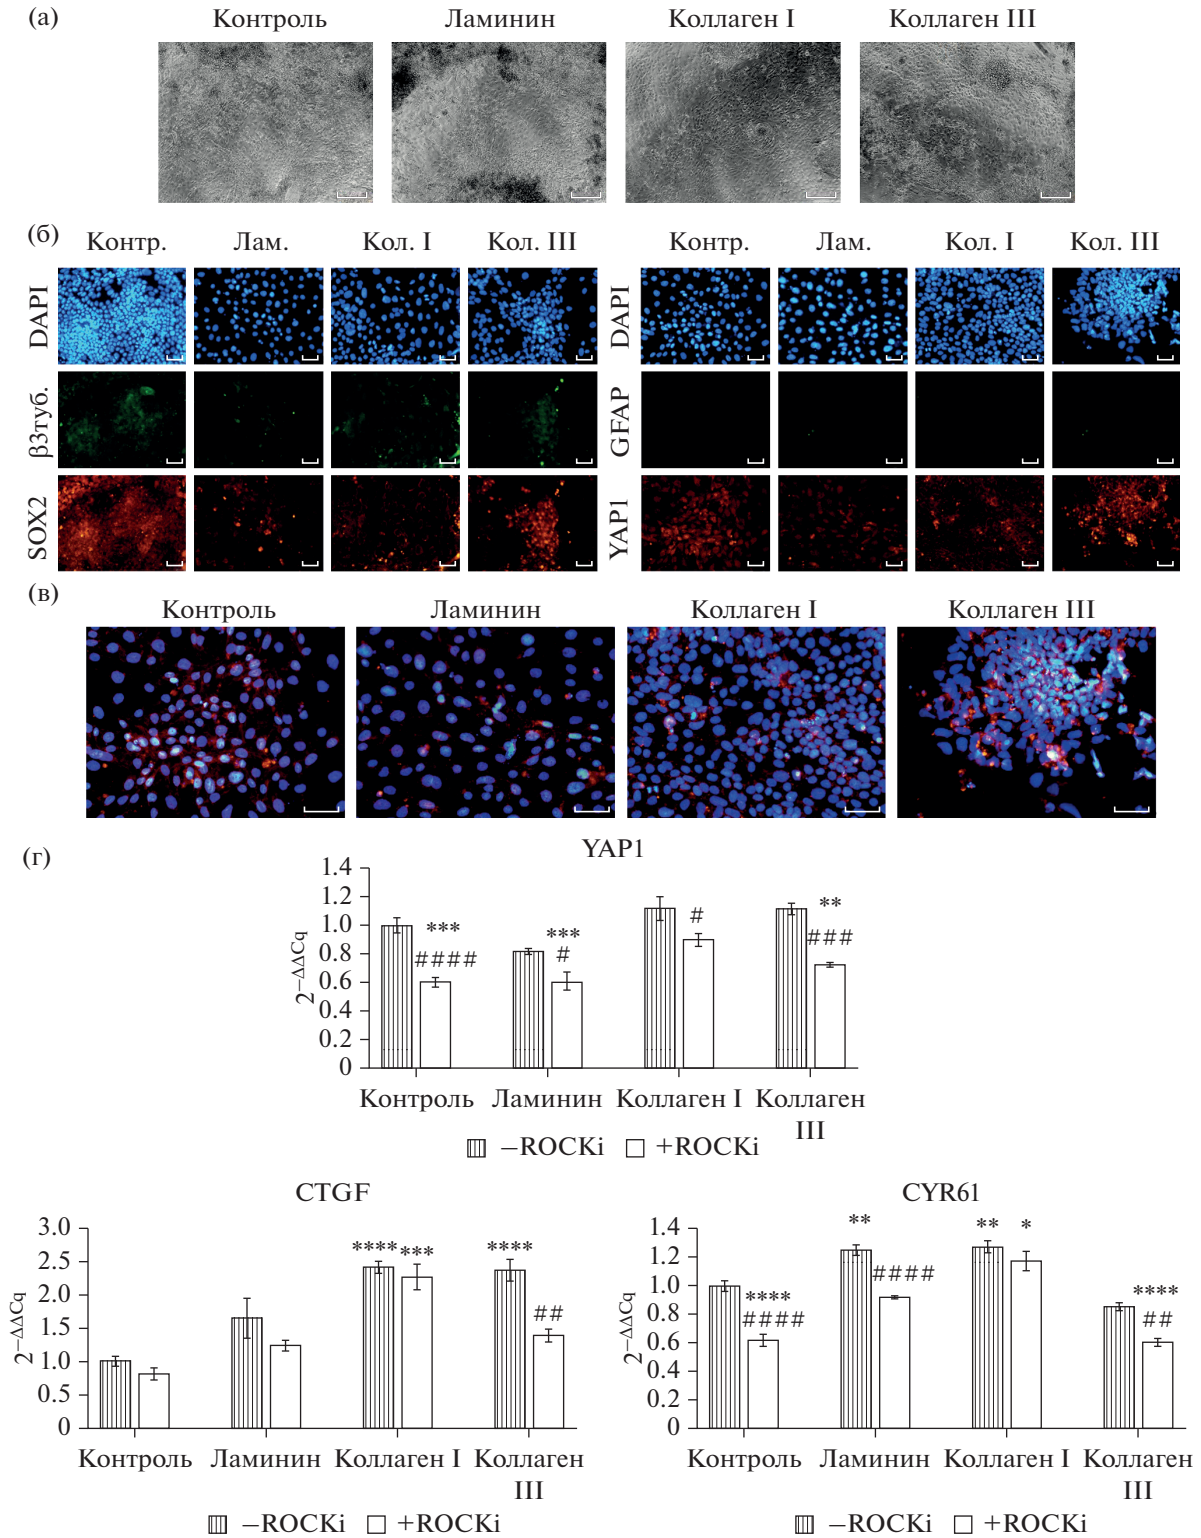 (а)
Контроль Ламинин Коллаген I Коллаген III
(б)
Контр. Лам. Кол. I Кол. III Контр. Лам. Кол. I Кол. III
DAPI DAPI
β3туб. GFAP
SOX2 YAP1
(в)
Контроль Ламинин Коллаген I Коллаген III
(г)
YAP1
2^−ΔΔCq
1.4
1.2
1.0
0.8
0.6
0.4
0.2
0
*** *** # **
#### # ###
Контроль Ламинин Коллаген I Коллаген III
−ROCKi +ROCKi
CTGF
2^−ΔΔCq
3.0
2.5
2.0
1.5
1.0
0.5
0
**** *** ****
##
Контроль Ламинин Коллаген I Коллаген III
−ROCKi +ROCKi
CYR61
2^−ΔΔCq
1.4
1.2
1.0
0.8
0.6
0.4
0.2
0
** ** *
####
**** ****
#### ##
Контроль Ламинин Коллаген I Коллаген III
−ROCKi +ROCKi